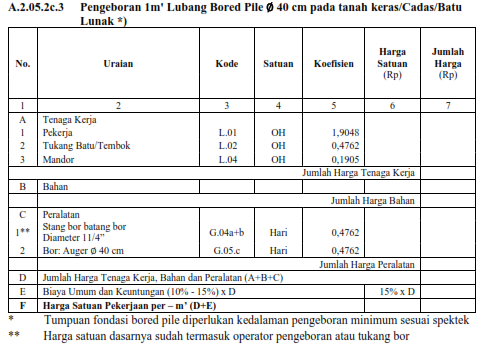 A.2.05.2c.3 Pengeboran 1m' Lubang Bored Pile Ø 40 cm pada tanah keras/Cadas/Batu
Lunak *)
No. Uraian Kode Satuan Koefisien Harga Satuan (Rp) Jumlah Harga (Rp)
1 2 3 4 5 6 7
A Tenaga Kerja
1 Pekerja L.01 OH 1,9048
2 Tukang Batu/Tembok L.02 OH 0,4762
3 Mandor L.04 OH 0,1905
Jumlah Harga Tenaga Kerja
B Bahan
Jumlah Harga Bahan
C Peralatan
1** Stang bor batang bor Diameter 11/4” G.04a+b Hari 0,4762
2 Bor: Auger Ø 40 cm G.05.c Hari 0,4762
Jumlah Harga Peralatan
D Jumlah Harga Tenaga Kerja, Bahan dan Peralatan (A+B+C)
E Biaya Umum dan Keuntungan (10% - 15%) x D 15% x D
F Harga Satuan Pekerjaan per – m’ (D+E)
* Tumpuan fondasi bored pile diperlukan kedalaman pengeboran minimum sesuai spektek
** Harga satuan dasarnya sudah termasuk operator pengeboran atau tukang bor